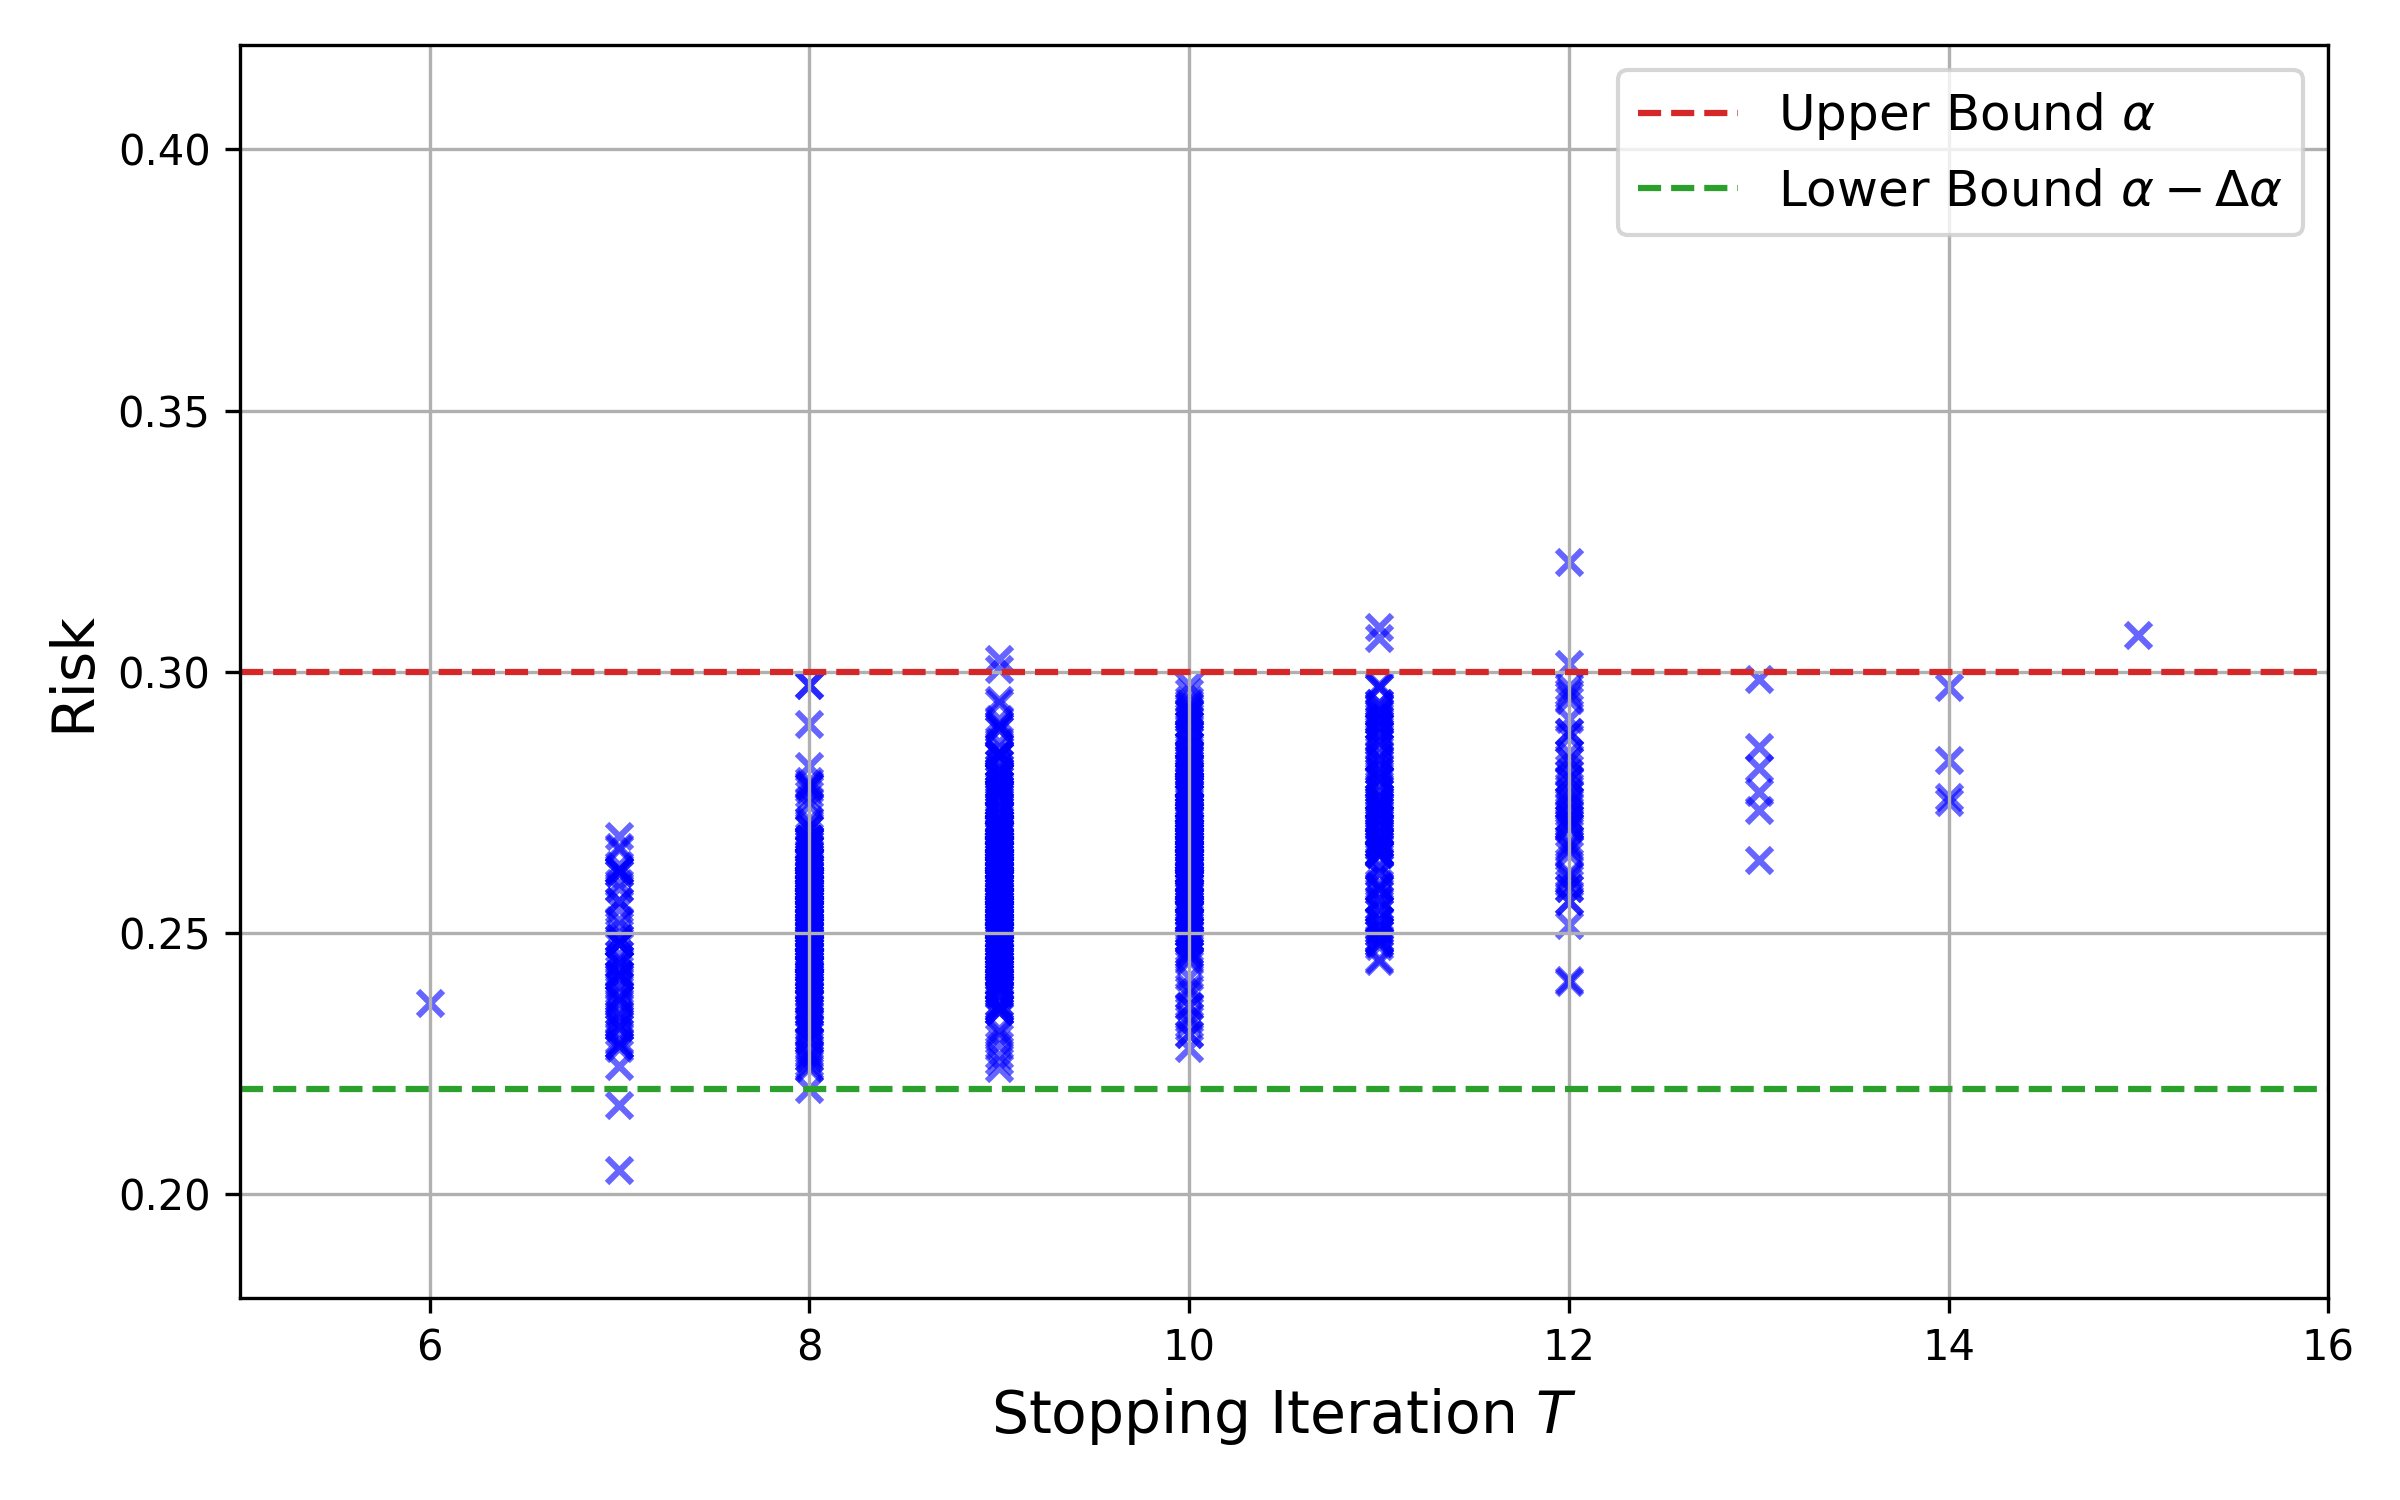 Upper Bound α
Lower Bound α − Δα
0.40
0.35
0.30
0.25
0.20
Risk
6 8 10 12 14 16
Stopping Iteration T